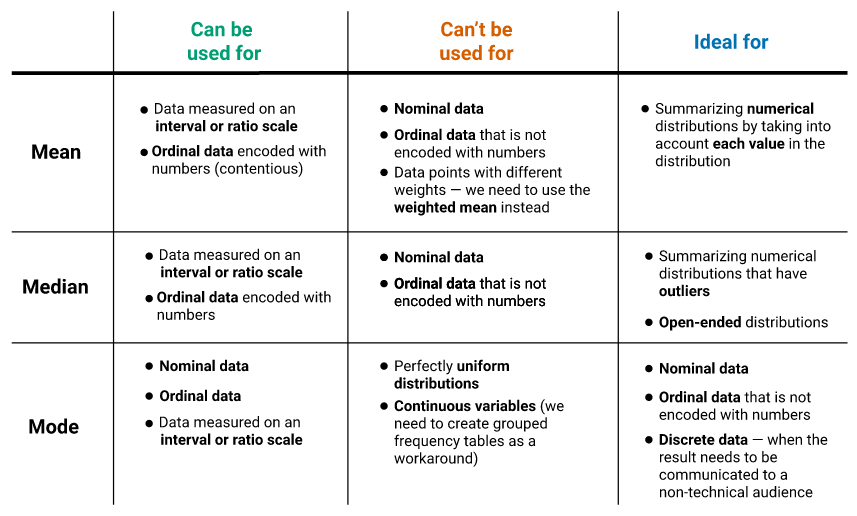 Can be
used for
Can't be
used for
Ideal for
Mean
● Data measured on an
interval or ratio scale
● Ordinal data encoded with
numbers (contentious)
● Nominal data
● Ordinal data that is not
encoded with numbers
● Data points with different
weights — we need to use the
weighted mean instead
● Summarizing numerical
distributions by taking into
account each value in the
distribution
Median
● Data measured on an
interval or ratio scale
● Ordinal data encoded with
numbers
● Nominal data
● Ordinal data that is not
encoded with numbers
● Summarizing numerical
distributions that have
outliers
● Open-ended distributions
Mode
● Nominal data
● Ordinal data
● Data measured on an
interval or ratio scale
● Perfectly uniform
distributions
● Continuous variables (we
need to create grouped
frequency tables as a
workaround)
● Nominal data
● Ordinal data that is not
encoded with numbers
● Discrete data — when the
result needs to be
communicated to a
non-technical audience